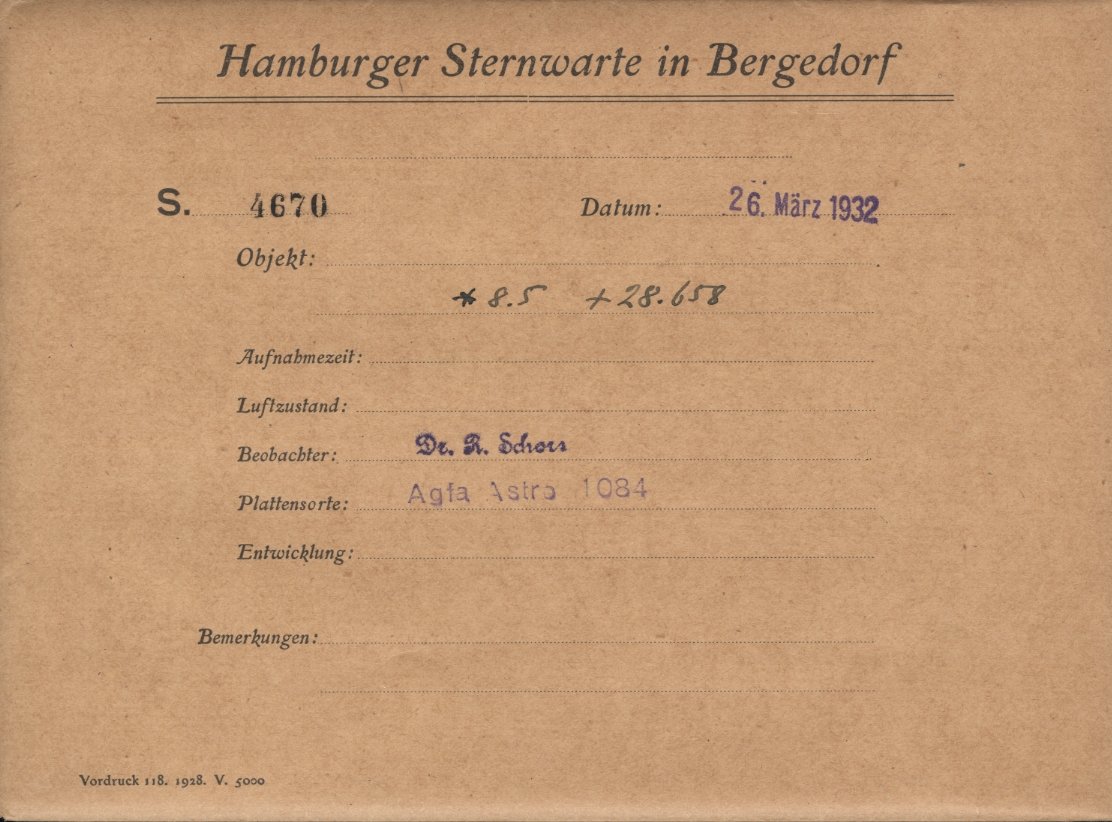 Hamburger Sternwarte in Bergedorf
S. 4670 Datum: 26. März 1932
Objekt:
* 8.5 + 28.658
Aufnahmezeit:
Luftzustand:
Beobachter: Dr. R. Schorr
Plattensorte: Agfa Astro 1084
Entwicklung:
Bemerkungen:
Vordruck 118. 1928. V. 5000